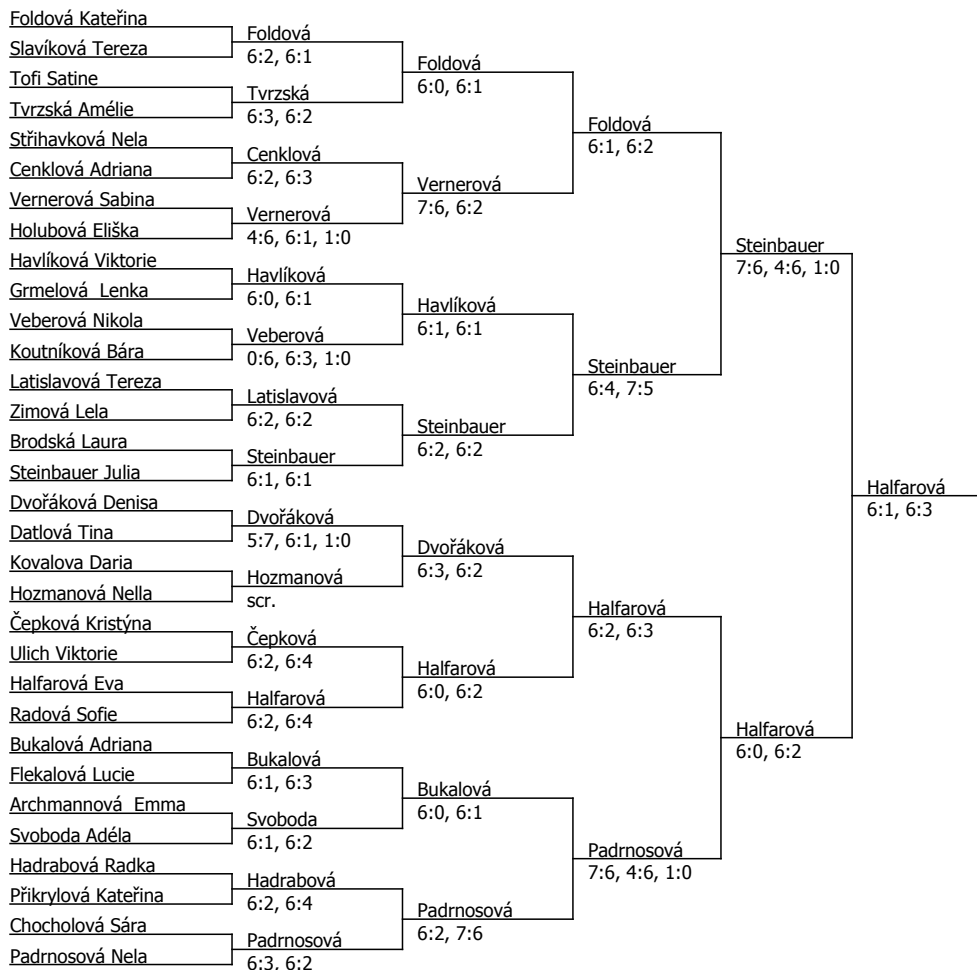 Foldová Kateřina
Slavíková Tereza
Tofi Satine
Tvrzská Amélie
Střihavková Nela
Cenklová Adriana
Vernerová Sabina
Holubová Eliška
Havlíková Viktorie
Grmelová  Lenka
Veberová Nikola
Koutníková Bára
Latislavová Tereza
Zimová Lela
Brodská Laura
Steinbauer Julia
Dvořáková Denisa
Datlová Tina
Kovalova Daria
Hozmanová Nella
Čepková Kristýna
Ulich Viktorie
Halfarová Eva
Radová Sofie
Bukalová Adriana
Flekalová Lucie
Archmannová  Emma
Svoboda Adéla
Hadrabová Radka
Přikrylová Kateřina
Chocholová Sára
Padrnosová Nela
Foldová
6:2, 6:1
Tvrzská
6:3, 6:2
Cenklová
6:2, 6:3
Vernerová
4:6, 6:1, 1:0
Havlíková
6:0, 6:1
Veberová
0:6, 6:3, 1:0
Latislavová
6:2, 6:2
Steinbauer
6:1, 6:1
Dvořáková
5:7, 6:1, 1:0
Hozmanová
scr.
Čepková
6:2, 6:4
Halfarová
6:2, 6:4
Bukalová
6:1, 6:3
Svoboda
6:1, 6:2
Hadrabová
6:2, 6:4
Padrnosová
6:3, 6:2
Foldová
6:0, 6:1
Vernerová
7:6, 6:2
Havlíková
6:1, 6:1
Steinbauer
6:2, 6:2
Dvořáková
6:3, 6:2
Halfarová
6:0, 6:2
Bukalová
6:0, 6:1
Padrnosová
6:2, 7:6
Foldová
6:1, 6:2
Steinbauer
6:4, 7:5
Halfarová
6:2, 6:3
Padrnosová
7:6, 4:6, 1:0
Steinbauer
7:6, 4:6, 1:0
Halfarová
6:0, 6:2
Halfarová
6:1, 6:3